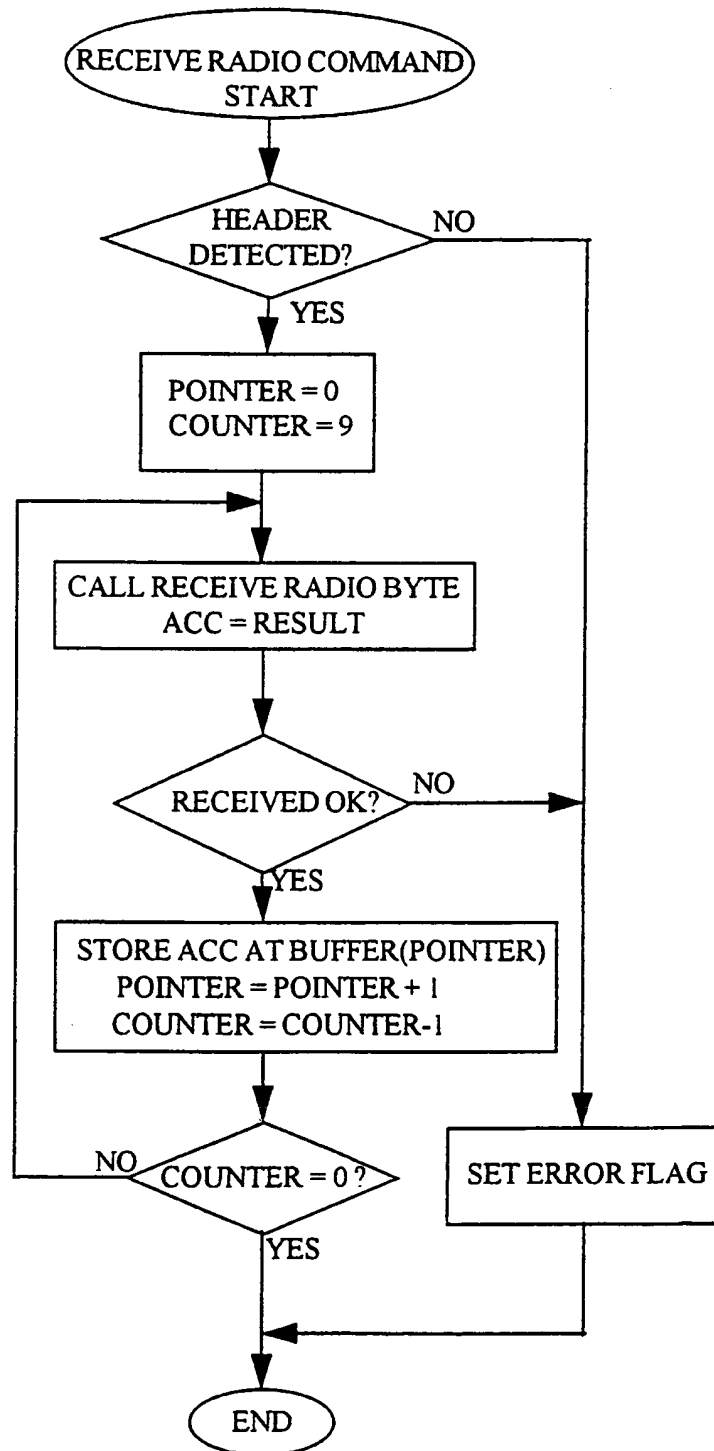 RECEIVE RADIO COMMAND
START
HEADER
DETECTED?
NO
YES
POINTER = 0
COUNTER = 9
CALL RECEIVE RADIO BYTE
ACC = RESULT
RECEIVED OK?
NO
YES
STORE ACC AT BUFFER(POINTER)
POINTER = POINTER + 1
COUNTER = COUNTER-1
NO
COUNTER = 0 ?
YES
SET ERROR FLAG
END